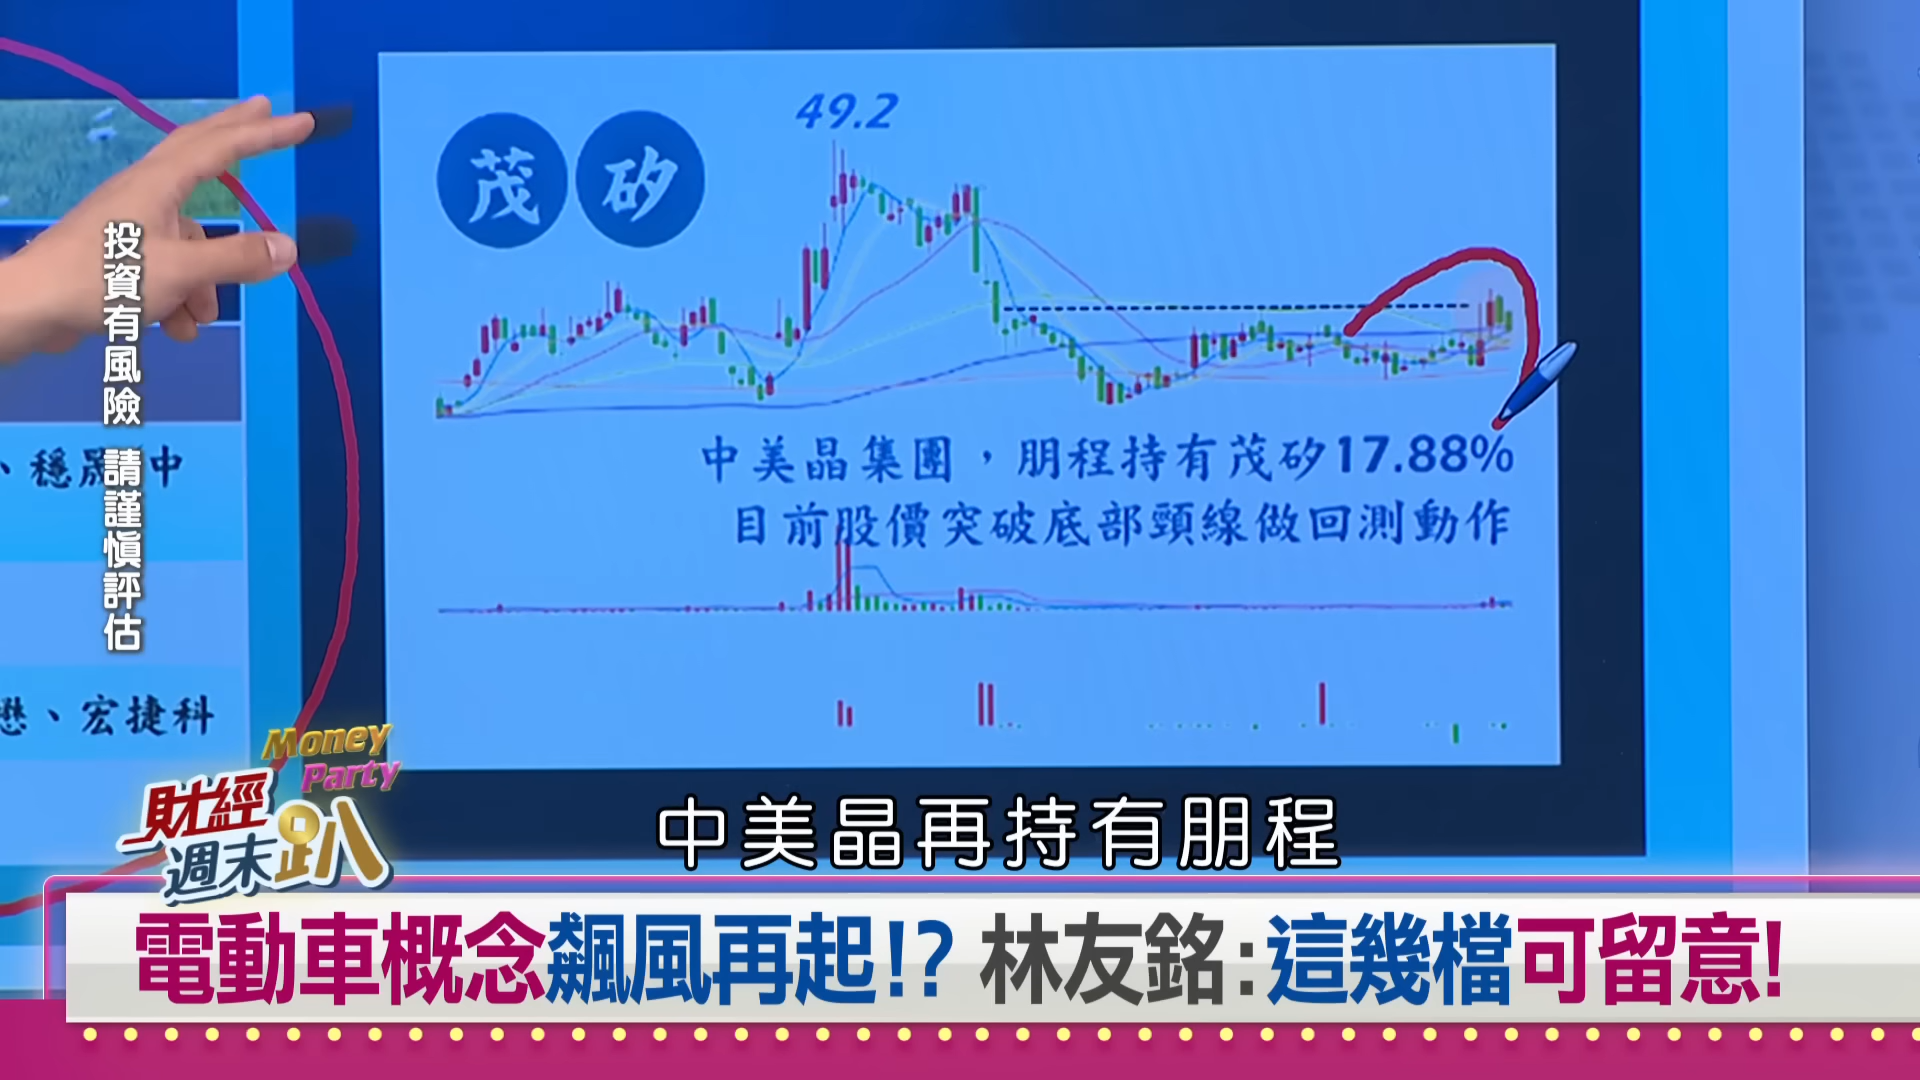 49.2
茂矽
投資有風險 請謹慎評估
中美晶集團，朋程持有茂矽17.88%
目前股價突破底部頸線做回測動作
、穩晟 中
懋、宏捷科
Money
Party
財經
週末趴
中美晶再持有朋程
電動車概念飆風再起!? 林友銘:這幾檔可留意!